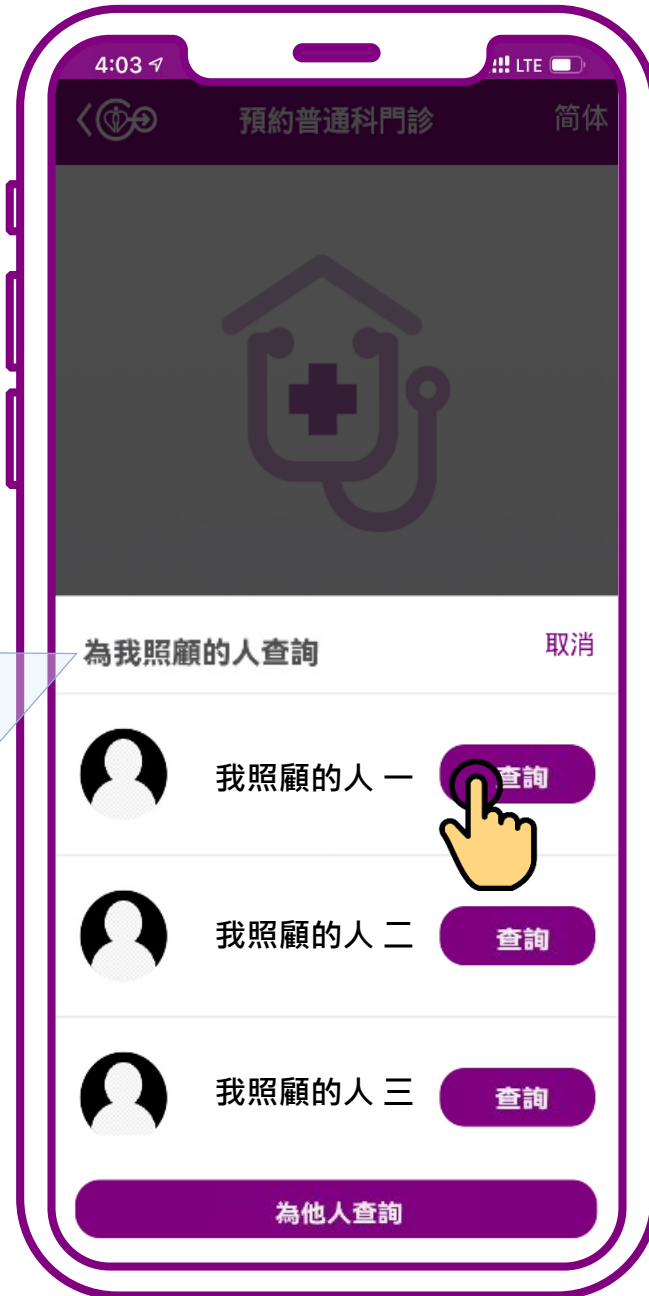 4:03 LTE
預約普通科門診 简体
為我照顧的人查詢 取消
我照顧的人 一 查詢
我照顧的人 二 查詢
我照顧的人 三 查詢
為他人查詢